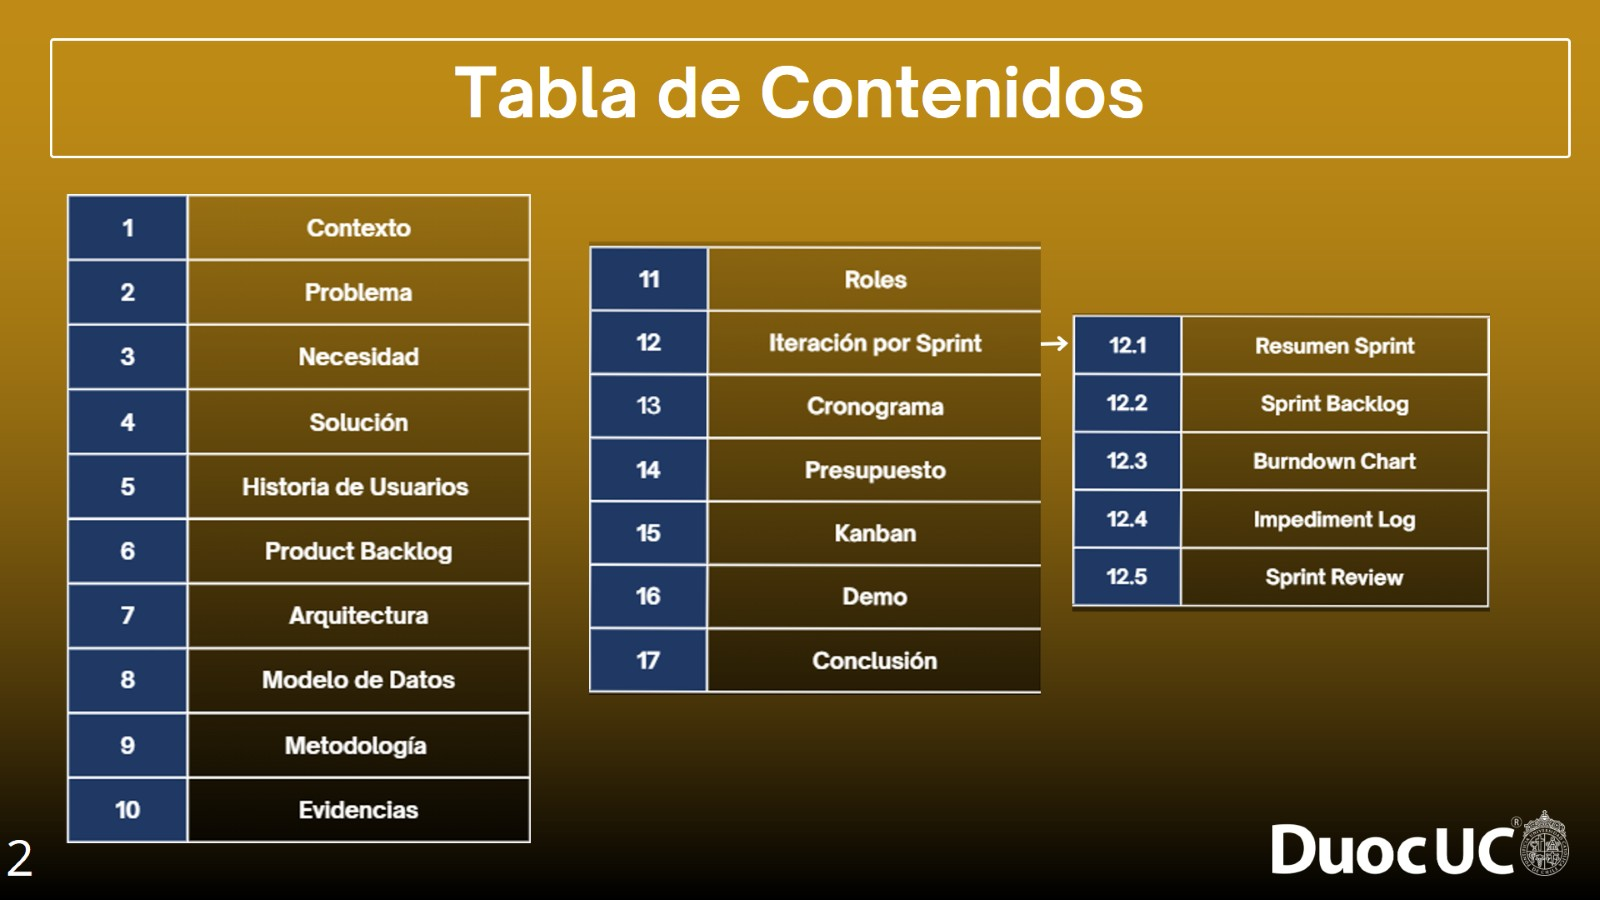 Tabla de Contenidos
1 Contexto
2 Problema
3 Necesidad
4 Solución
5 Historia de Usuarios
6 Product Backlog
7 Arquitectura
8 Modelo de Datos
9 Metodología
10 Evidencias
11 Roles
12 Iteración por Sprint
13 Cronograma
14 Presupuesto
15 Kanban
16 Demo
17 Conclusión
12.1 Resumen Sprint
12.2 Sprint Backlog
12.3 Burndown Chart
12.4 Impediment Log
12.5 Sprint Review
2
DuocUC®